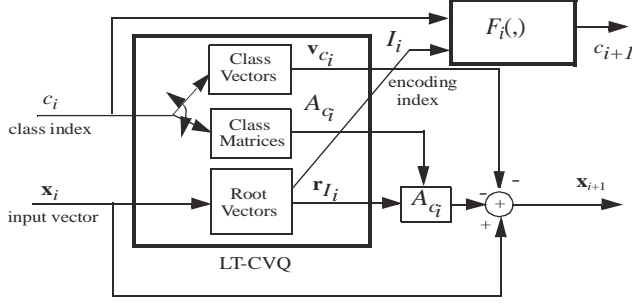 F_i(,)
c_{i+1}
I_i
encoding
index
Class
Vectors
v_{c_i}
c_i
class index
Class
Matrices
A_{c_i}
x_i
input vector
Root
Vectors
r_{I_i}
A_{c_i}
-
-
+
+
x_{i+1}
LT-CVQ